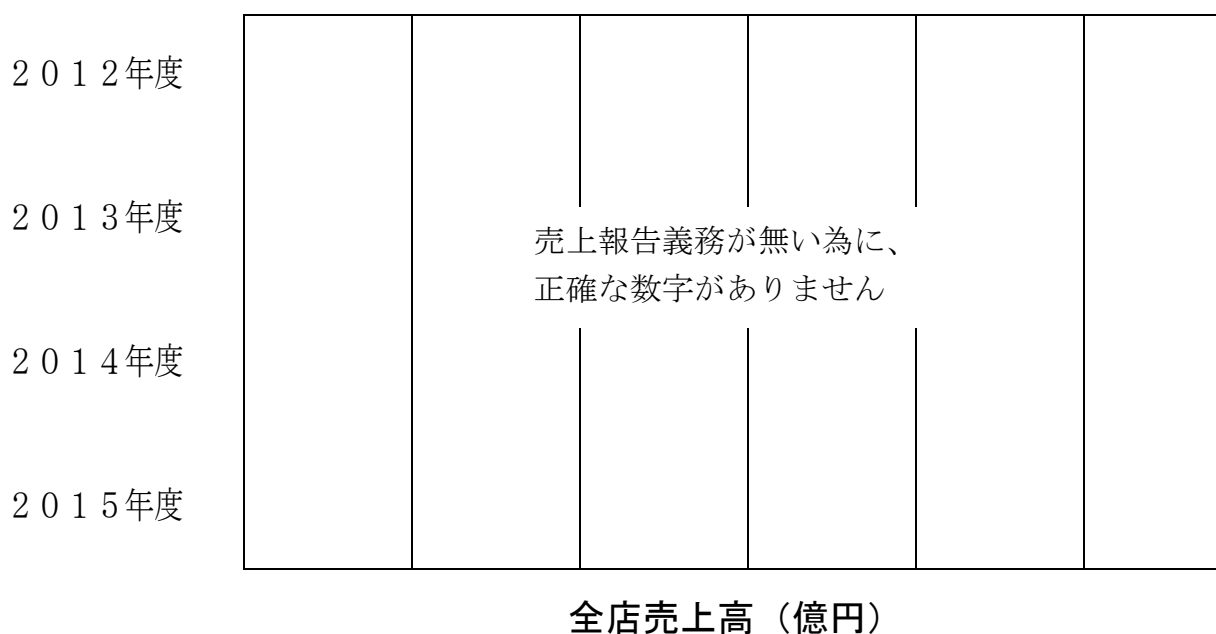 ２０１２年度
２０１３年度
売上報告義務が無い為に、
正確な数字がありません
２０１４年度
２０１５年度
全店売上高（億円）